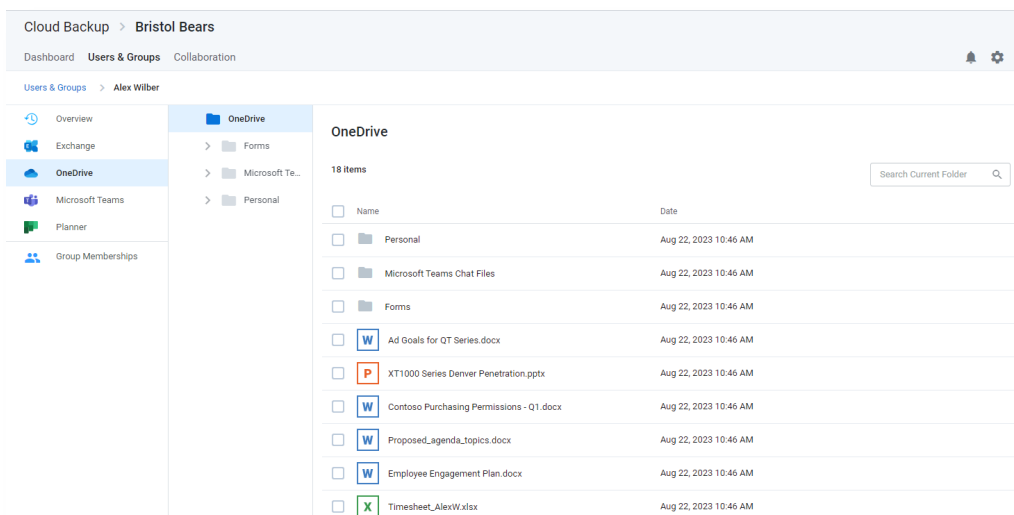 Cloud Backup > Bristol Bears
Dashboard Users & Groups Collaboration
Users & Groups > Alex Wilber
Overview
Exchange
OneDrive
Microsoft Teams
Planner
Group Memberships
OneDrive
Forms
Microsoft Te...
Personal
OneDrive
18 items
Search Current Folder
Name Date
Personal Aug 22, 2023 10:46 AM
Microsoft Teams Chat Files Aug 22, 2023 10:46 AM
Forms Aug 22, 2023 10:46 AM
W Ad Goals for QT Series.docx Aug 22, 2023 10:46 AM
P XT1000 Series Denver Penetration.pptx Aug 22, 2023 10:46 AM
W Contoso Purchasing Permissions - Q1.docx Aug 22, 2023 10:46 AM
W Proposed_agenda_topics.docx Aug 22, 2023 10:46 AM
W Employee Engagement Plan.docx Aug 22, 2023 10:46 AM
X Timesheet_AlexW.xlsx Aug 22, 2023 10:46 AM